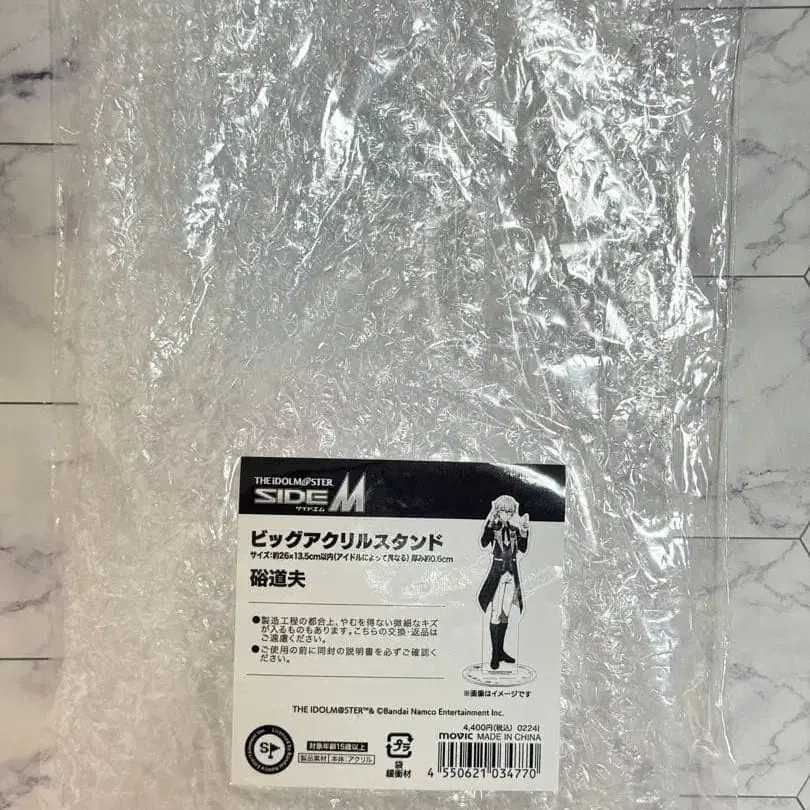 THE IDOLM@STER
SIDE M
サイドエム
ビッグアクリルスタンド
サイズ:約26×13.5cm以内(アイドルによって異なる) 厚み約0.6cm
硲道夫
●製造工程の都合上、やむを得ない微細なキズ
が入るものもあります。こちらの交換・返品は
ご遠慮ください。
●ご使用の前に同封の説明書を必ずご確認く
ださい。
※画像はイメージです
THE IDOLM@STER™& ©Bandai Namco Entertainment Inc.
4,400円(税込) 0224I
movic MADE IN CHINA
対象年齢15歳以上
製品素材 本体 アクリル
プラ
袋
緩衝材
4 550621 034770